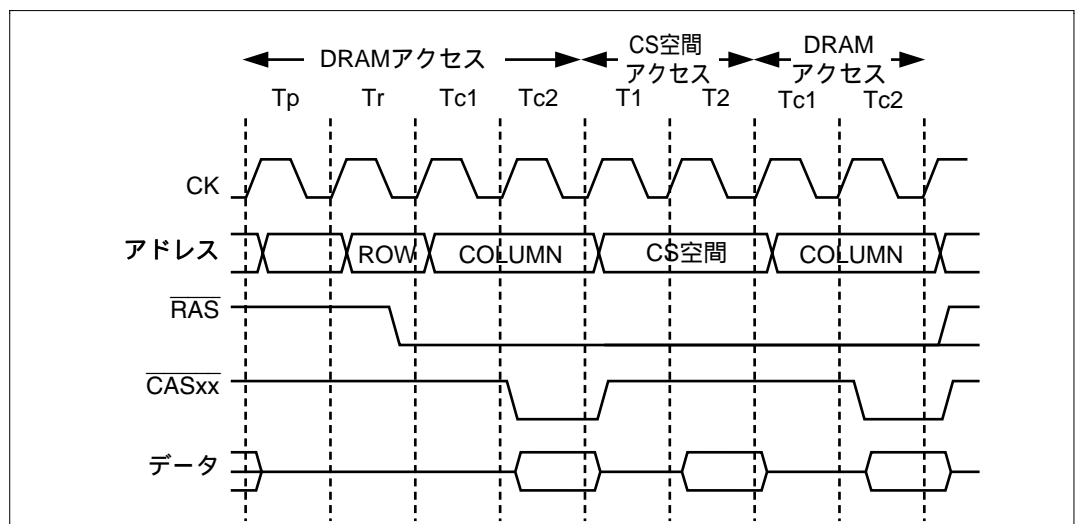 DRAMアクセス CS空間 アクセス DRAM アクセス
Tp Tr Tc1 Tc2 T1 T2 Tc1 Tc2
CK
アドレス ROW COLUMN CS空間 COLUMN
RAS
CASxx
データ